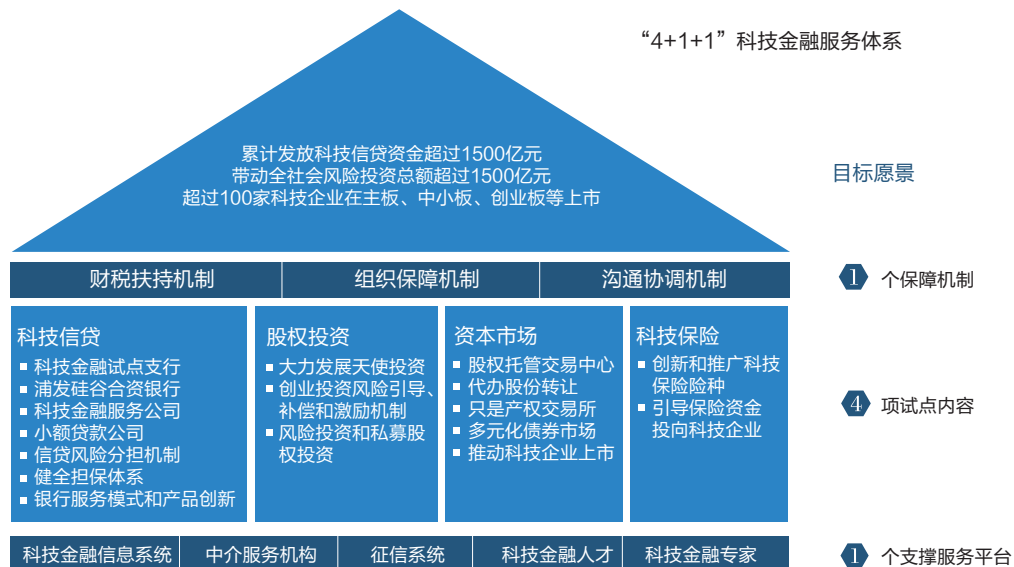 “4+1+1”科技金融服务体系
累计发放科技信贷资金超过1500亿元
带动全社会风险投资总额超过1500亿元
超过100家科技企业在主板、中小板、创业板等上市
目标愿景
财税扶持机制
组织保障机制
沟通协调机制
1 个保障机制
科技信贷
科技金融试点支行
浦发硅谷合资银行
科技金融服务公司
小额贷款公司
信贷风险分担机制
健全担保体系
银行服务模式和产品创新
股权投资
大力发展天使投资
创业投资风险引导、
补偿和激励机制
风险投资和私募股
权投资
资本市场
股权托管交易中心
代办股份转让
只是产权交易所
多元化债券市场
推动科技企业上市
科技保险
创新和推广科技
保险险种
引导保险资金
投向科技企业
4 项试点内容
科技金融信息系统
中介服务机构
征信系统
科技金融人才
科技金融专家
1 个支撑服务平台